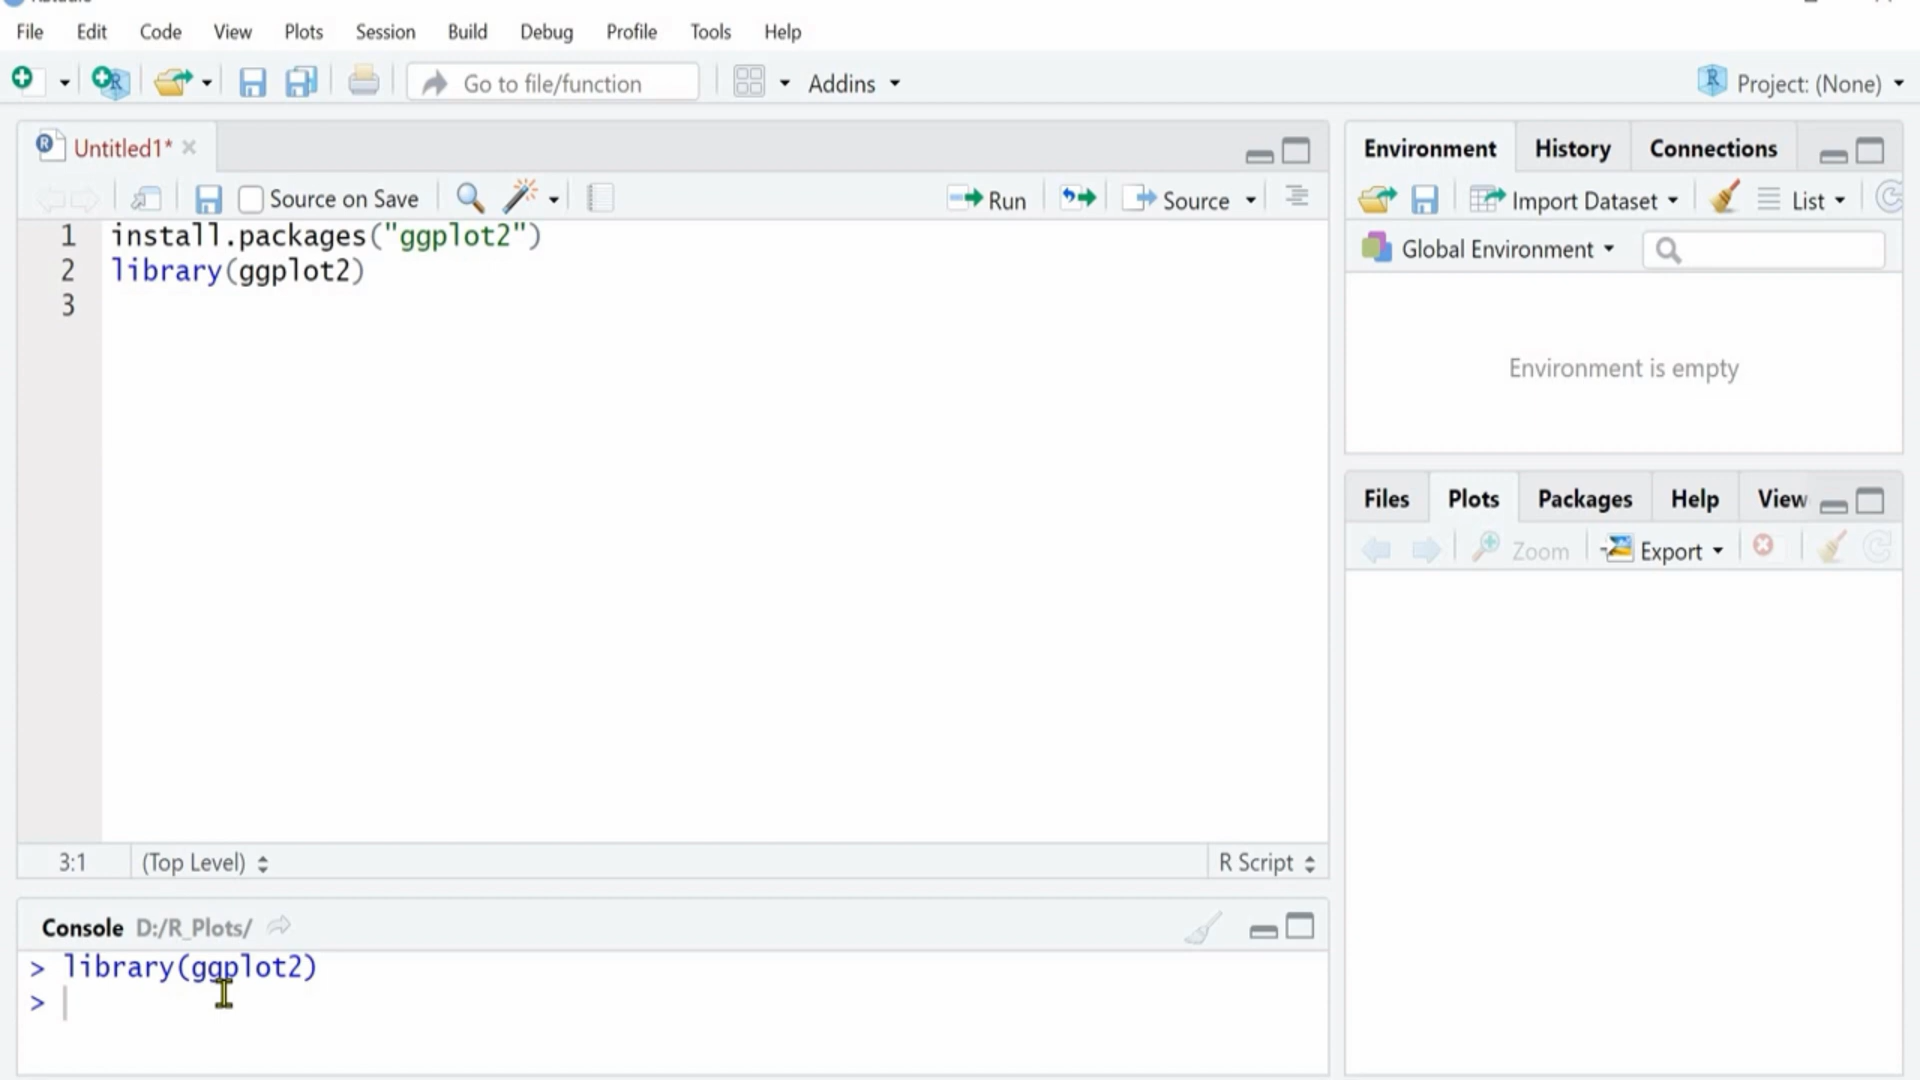 File Edit Code View Plots Session Build Debug Profile Tools Help
Go to file/function Addins Project: (None)
Untitled1*
Source on Save Run Source
1 install.packages("ggplot2")
2 library(ggplot2)
3
3:1 (Top Level) R Script
Console D:/R_Plots/
> library(ggplot2)
>
Environment History Connections
Import Dataset List
Global Environment
Environment is empty
Files Plots Packages Help View
Zoom Export